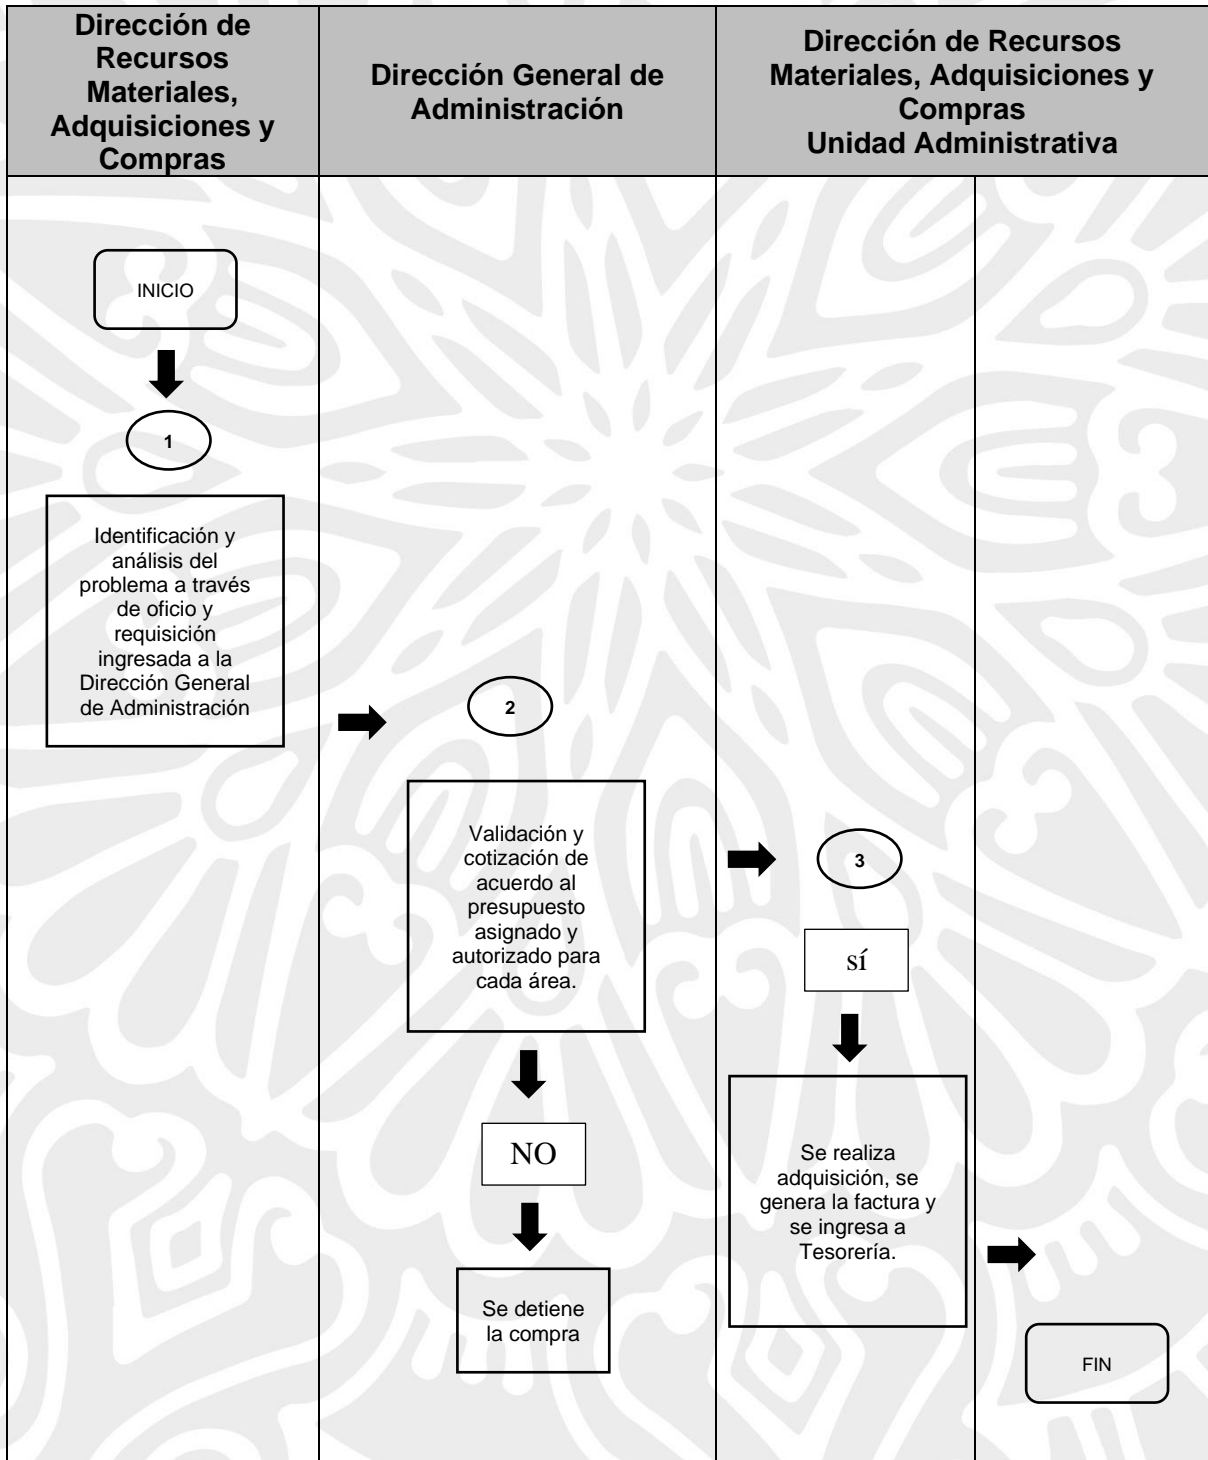 Dirección de
Recursos
Materiales,
Adquisiciones y
Compras
Dirección General de
Administración
Dirección de Recursos
Materiales, Adquisiciones y
Compras
Unidad Administrativa
INICIO
1
Identificación y
análisis del
problema a través
de oficio y
requisición
ingresada a la
Dirección General
de Administración
2
Validación y
cotización de
acuerdo al
presupuesto
asignado y
autorizado para
cada área.
NO
Se detiene
la compra
3
sí
Se realiza
adquisición, se
genera la factura y
se ingresa a
Tesorería.
FIN